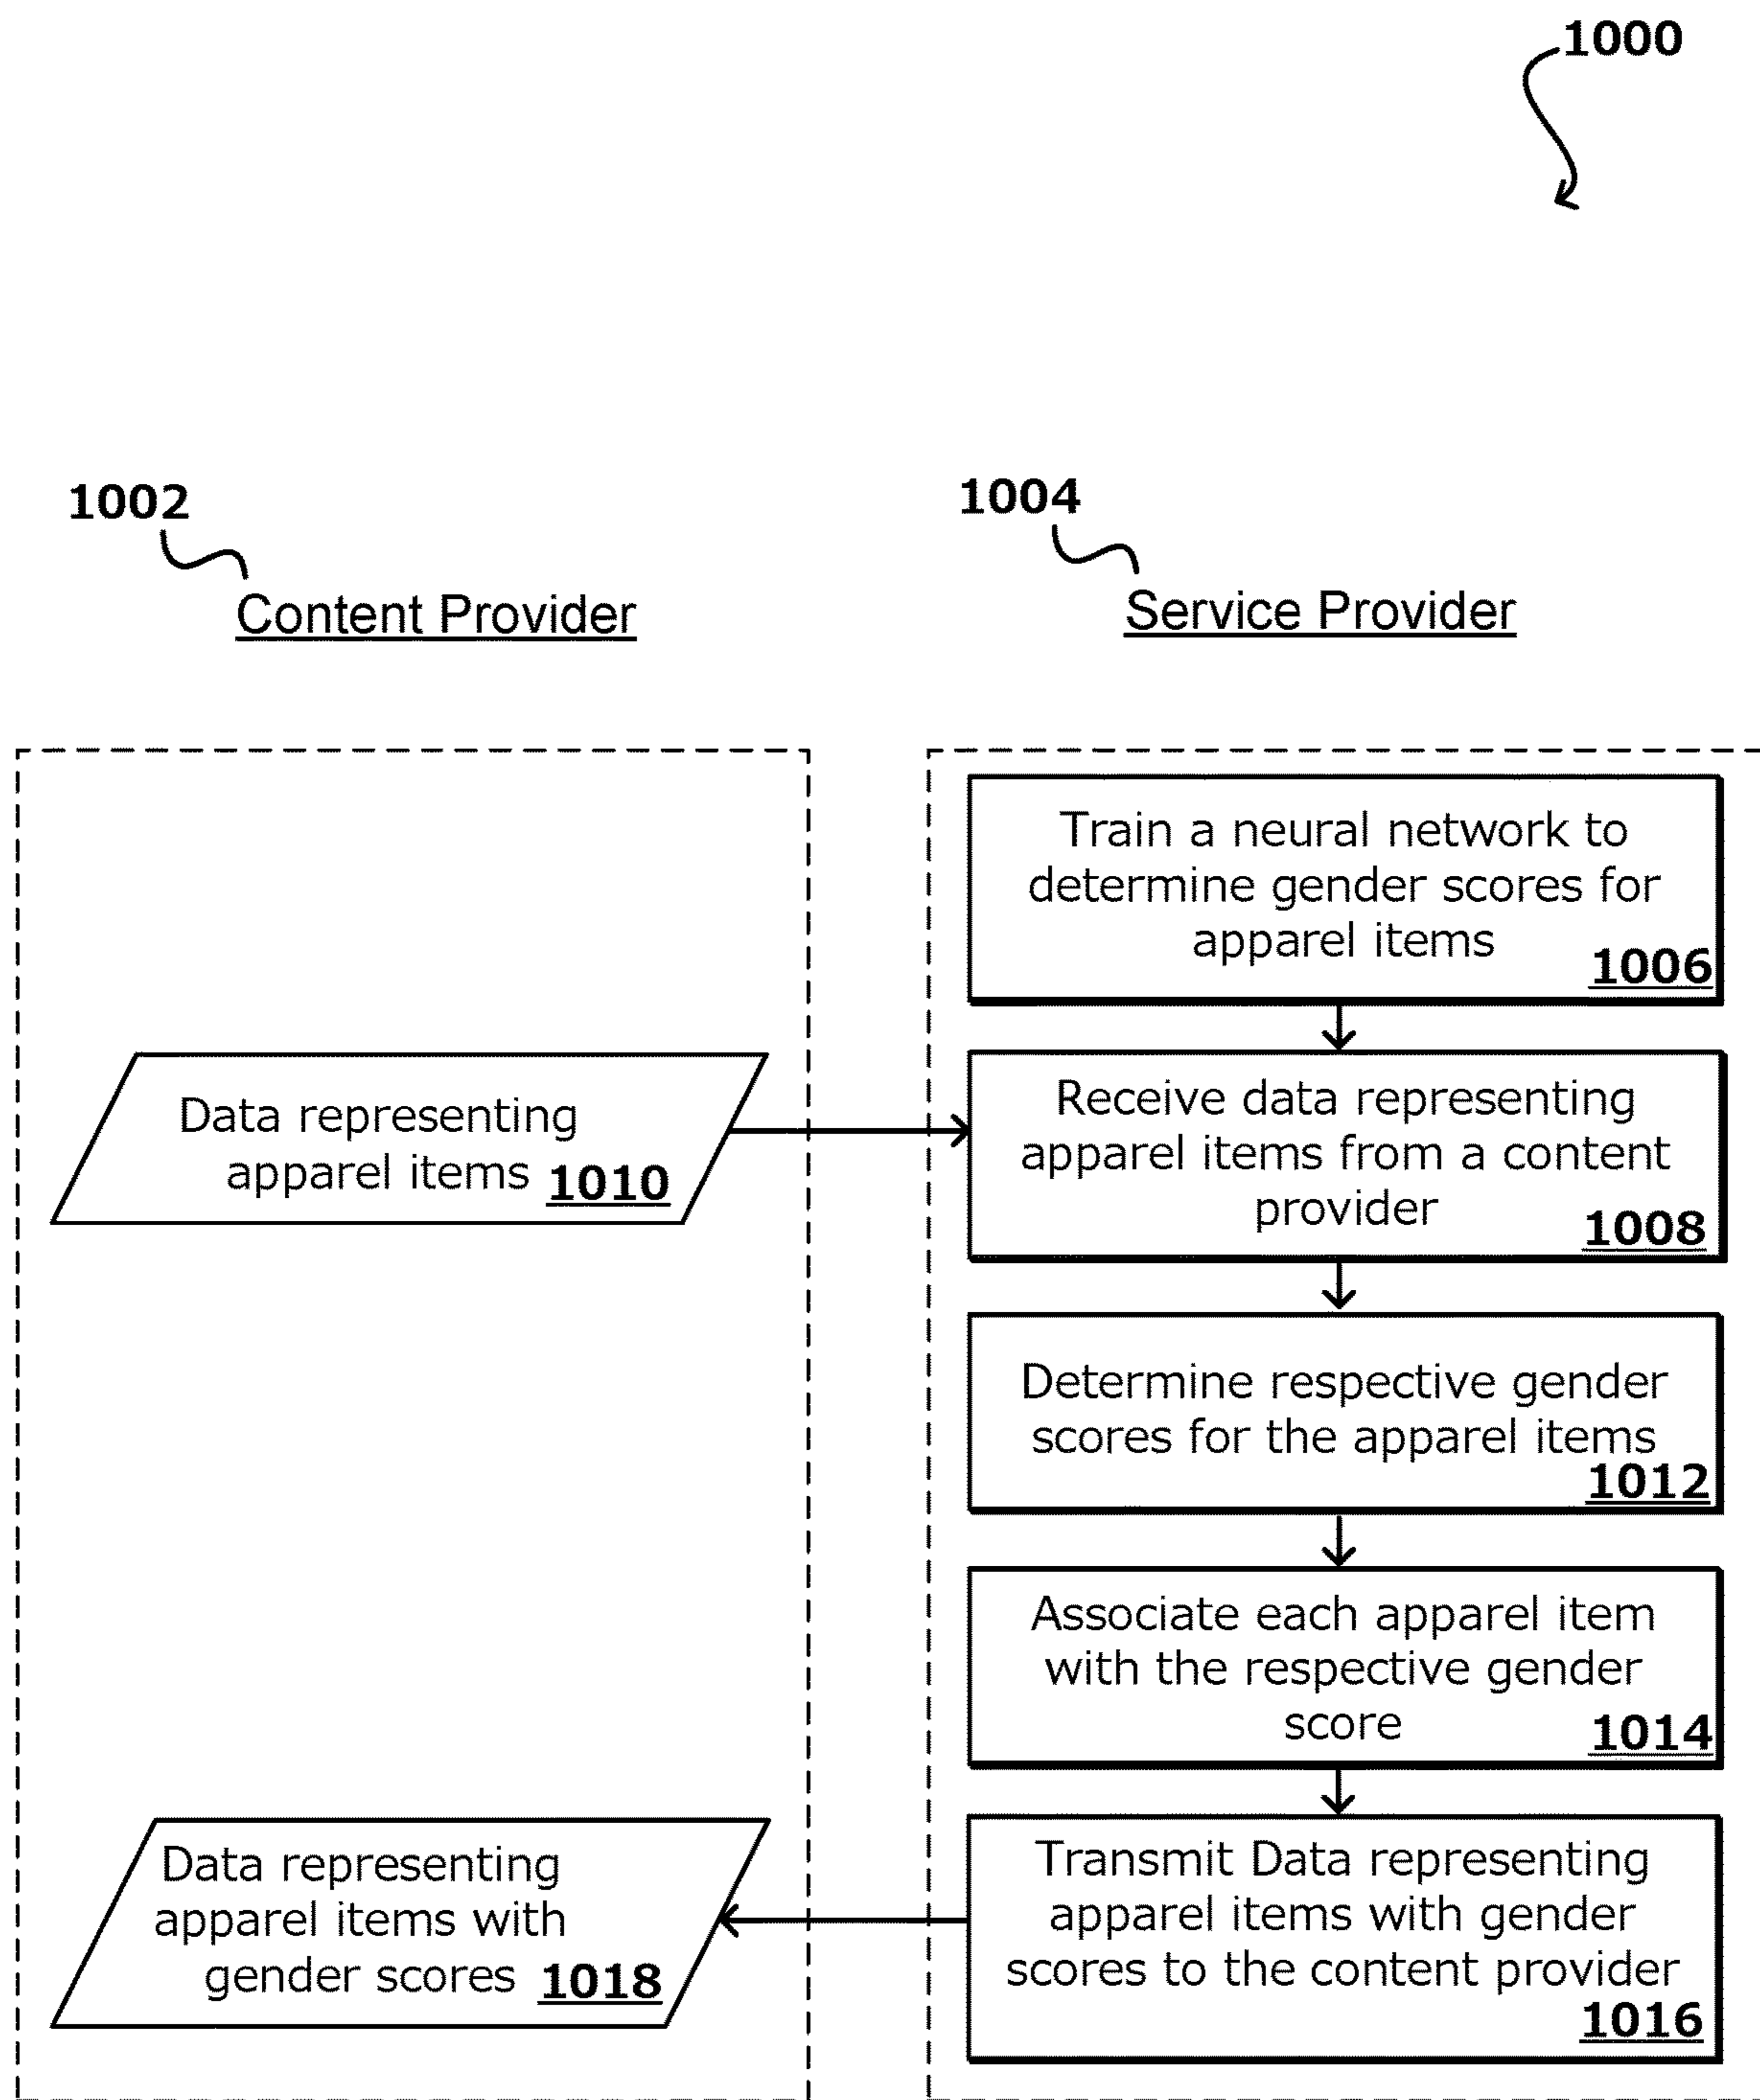 1000
1002
Content Provider
1004
Service Provider
Train a neural network to
determine gender scores for
apparel items 1006
Data representing
apparel items 1010
Receive data representing
apparel items from a content
provider 1008
Determine respective gender
scores for the apparel items
1012
Associate each apparel item
with the respective gender
score 1014
Transmit Data representing
apparel items with gender
scores to the content provider
1016
Data representing
apparel items with
gender scores 1018